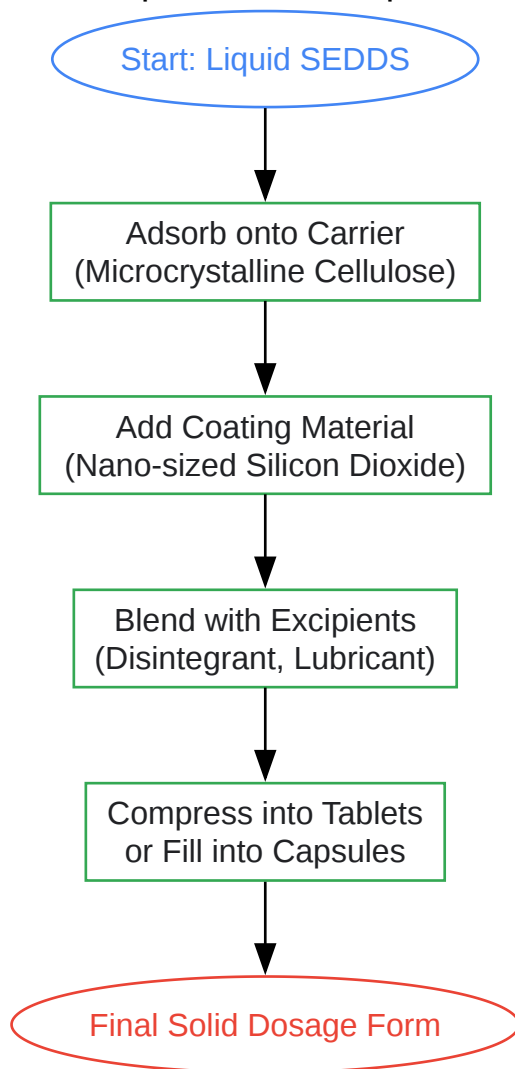 Start: Liquid SEDDS
Adsorb onto Carrier
(Microcrystalline Cellulose)
Add Coating Material
(Nano-sized Silicon Dioxide)
Blend with Excipients
(Disintegrant, Lubricant)
Compress into Tablets
or Fill into Capsules
Final Solid Dosage Form